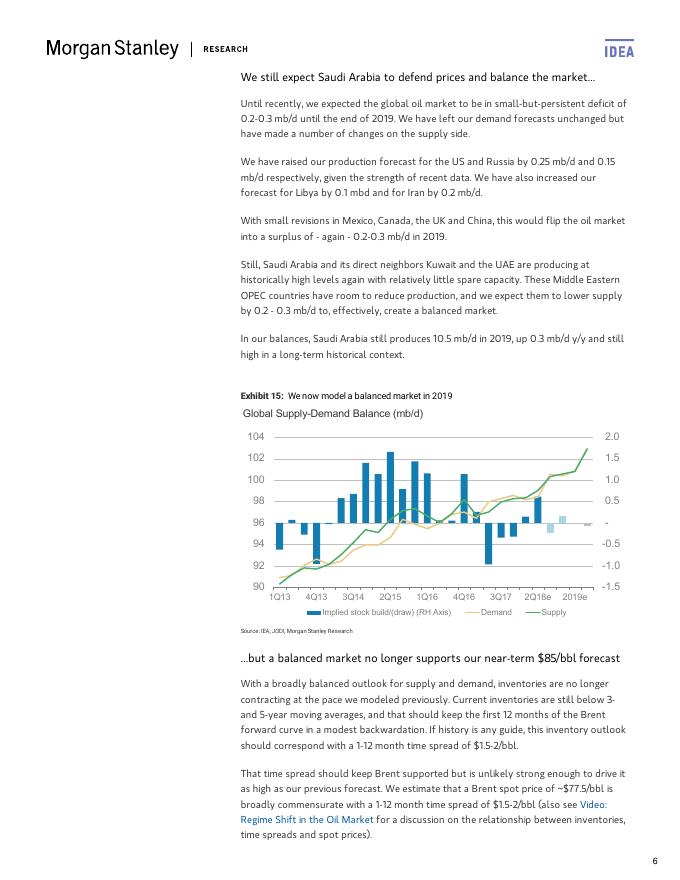 Morgan Stanley | RESEARCH
IDEA
We still expect Saudi Arabia to defend prices and balance the market...
Until recently, we expected the global oil market to be in small-but-persistent deficit of
0.2-0.3 mb/d until the end of 2019. We have left our demand forecasts unchanged but
have made a number of changes on the supply side.
We have raised our production forecast for the US and Russia by 0.25 mb/d and 0.15
mb/d respectively, given the strength of recent data. We have also increased our
forecast for Libya by 0.1 mbd and for Iran by 0.2 mb/d.
With small revisions in Mexico, Canada, the UK and China, this would flip the oil market
into a surplus of - again - 0.2-0.3 mb/d in 2019.
Still, Saudi Arabia and its direct neighbors Kuwait and the UAE are producing at
historically high levels again with relatively little spare capacity. These Middle Eastern
OPEC countries have room to reduce production, and we expect them to lower supply
by 0.2 - 0.3 mb/d to, effectively, create a balanced market.
In our balances, Saudi Arabia still produces 10.5 mb/d in 2019, up 0.3 mb/d y/y and still
high in a long-term historical context.
Exhibit 15: We now model a balanced market in 2019
Global Supply-Demand Balance (mb/d)
104 2.0
102 1.5
100 1.0
98 0.5
96 -
94 -0.5
92 -1.0
90 -1.5
1Q13 4Q13 3Q14 2Q15 1Q16 4Q16 3Q17 2Q18e 2019e
Implied stock build/(draw) (RH Axis) Demand Supply
Source: IEA, JODI, Morgan Stanley Research
...but a balanced market no longer supports our near-term $85/bbl forecast
With a broadly balanced outlook for supply and demand, inventories are no longer
contracting at the pace we modeled previously. Current inventories are still below 3-
and 5-year moving averages, and that should keep the first 12 months of the Brent
forward curve in a modest backwardation. If history is any guide, this inventory outlook
should correspond with a 1-12 month time spread of $1.5-2/bbl.
That time spread should keep Brent supported but is unlikely strong enough to drive it
as high as our previous forecast. We estimate that a Brent spot price of ~$77.5/bbl is
broadly commensurate with a 1-12 month time spread of $1.5-2/bbl (also see Video:
Regime Shift in the Oil Market for a discussion on the relationship between inventories,
time spreads and spot prices).
6